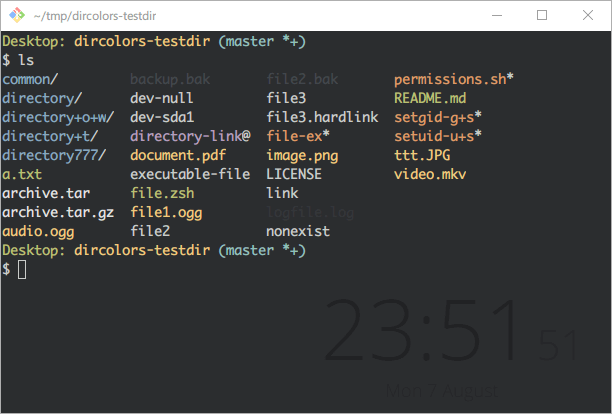 ~/tmp/dircolors-testdir
Desktop: dircolors-testdir (master *+)
$ ls
common/ backup.bak file2.bak permissions.sh*
directory/ dev-null file3 README.md
directory+o+w/ dev-sda1 file3.hardlink setgid-g+s*
directory+t/ directory-link@ file-ex* setuid-u+s*
directory777/ document.pdf image.png ttt.JPG
a.txt executable-file LICENSE video.mkv
archive.tar file.zsh link
archive.tar.gz file1.ogg logfile.log
audio.ogg file2 nonexist
Desktop: dircolors-testdir (master *+)
$
23:51 51
Mon 7 August